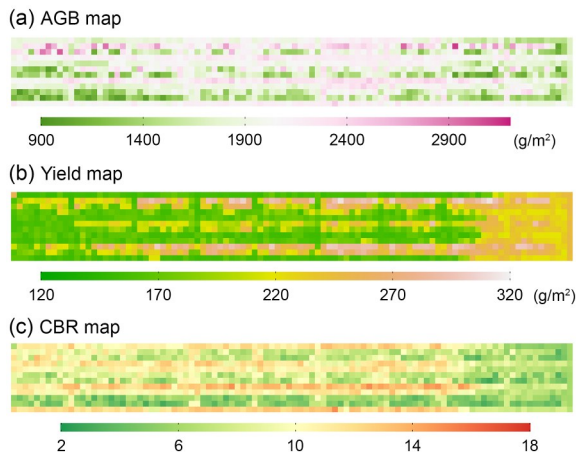 (a) AGB map
900 1400 1900 2400 2900 (g/m²)
(b) Yield map
120 170 220 270 320 (g/m²)
(c) CBR map
2 6 10 14 18